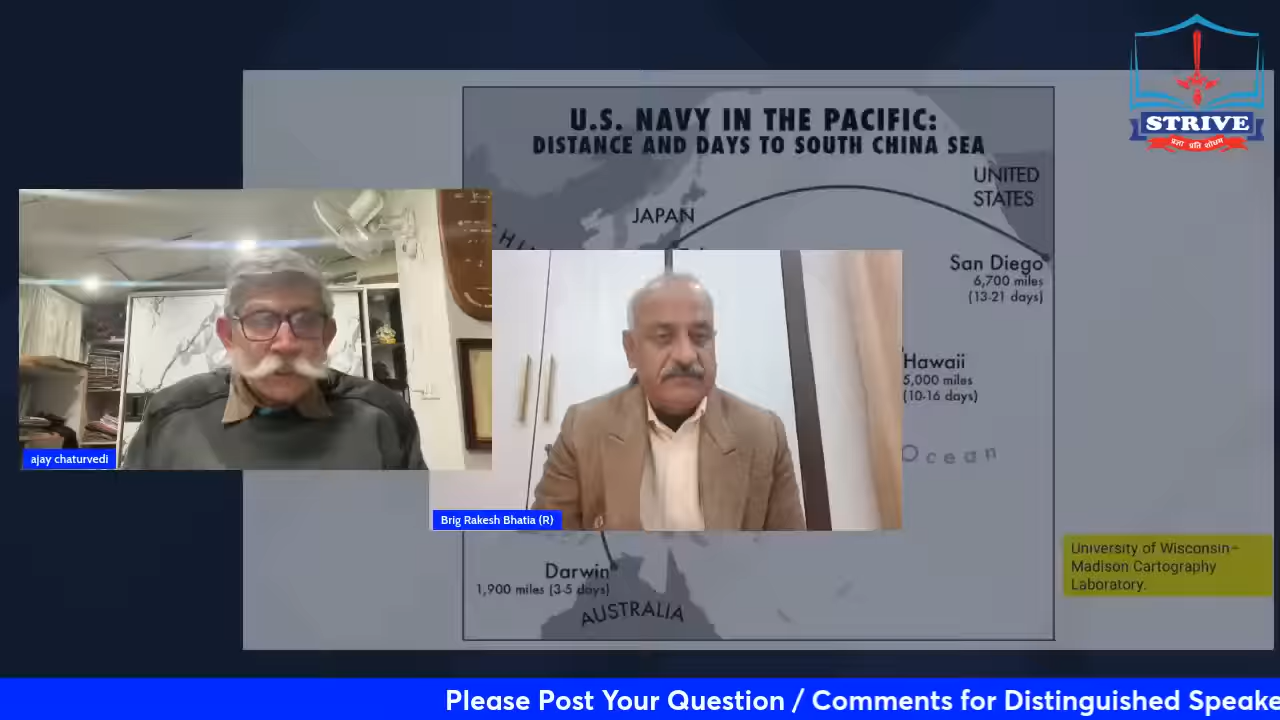 U.S. NAVY IN THE PACIFIC:
DISTANCE AND DAYS TO SOUTH CHINA SEA
STRIVE
प्रज्ञा प्रति शोधम्
UNITED
STATES
JAPAN
San Diego
6,700 miles
(13-21 days)
Hawaii
5,000 miles
(10-16 days)
Ocean
ajay chaturvedi
Brig Rakesh Bhatia (R)
University of Wisconsin–
Madison Cartography
Laboratory.
Darwin
1,900 miles (3-5 days)
AUSTRALIA
Please Post Your Question / Comments for Distinguished Speake